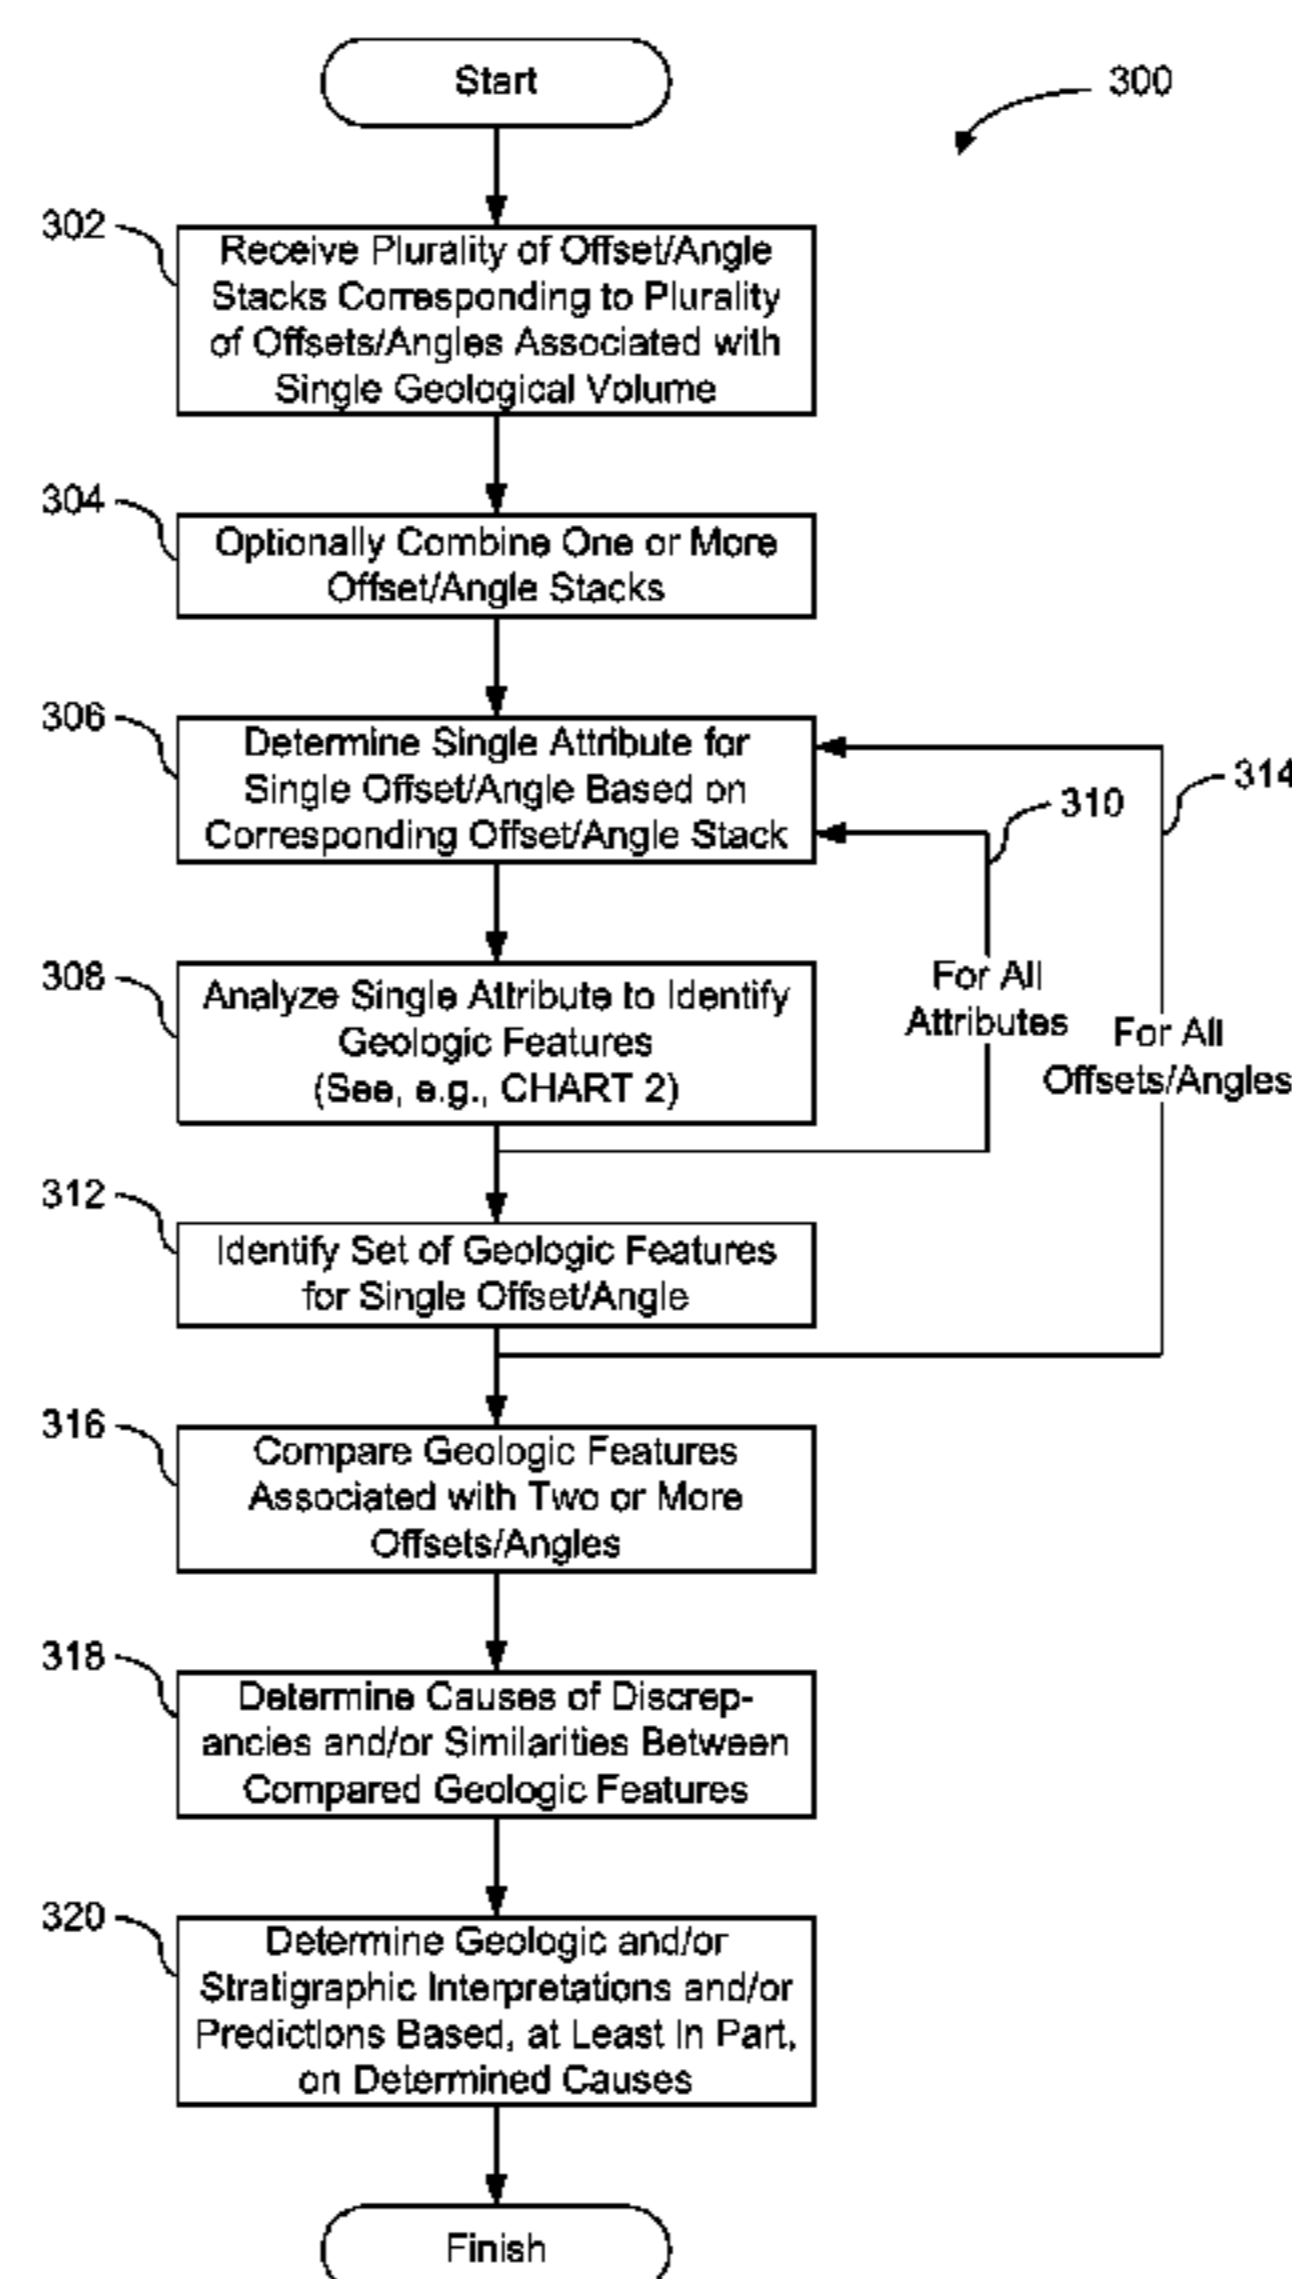 Start
300
302
Receive Plurality of Offset/Angle
Stacks Corresponding to Plurality
of Offsets/Angles Associated with
Single Geological Volume
304
Optionally Combine One or More
Offset/Angle Stacks
306
Determine Single Attribute for
Single Offset/Angle Based on
Corresponding Offset/Angle Stack
314
310
308
Analyze Single Attribute to Identify
Geologic Features
(See, e.g., CHART 2)
For All
Attributes
For All
Offsets/Angles
312
Identify Set of Geologic Features
for Single Offset/Angle
316
Compare Geologic Features
Associated with Two or More
Offsets/Angles
318
Determine Causes of Discrep-
ancies and/or Similarities Between
Compared Geologic Features
320
Determine Geologic and/or
Stratigraphic Interpretations and/or
Predictions Based, at Least In Part,
on Determined Causes
Finish